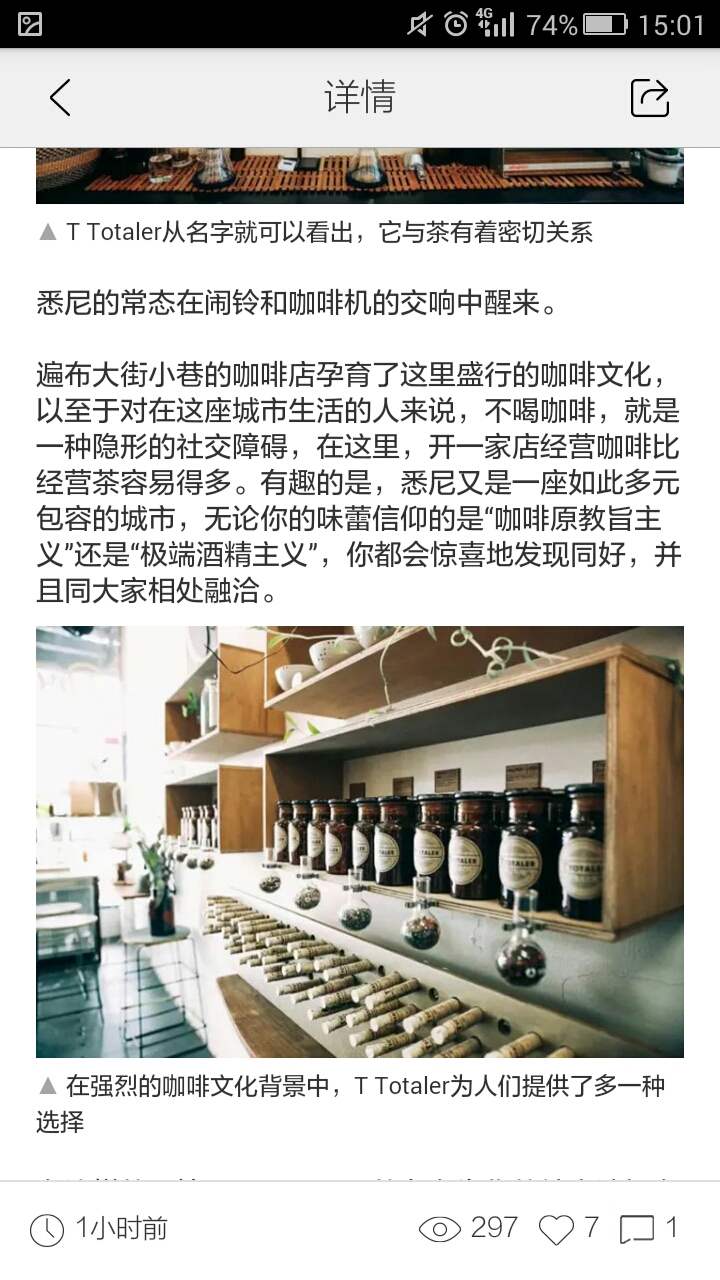 4G 74% 15:01
详情
▲ T Totaler从名字就可以看出，它与茶有着密切关系
悉尼的常态在闹铃和咖啡机的交响中醒来。
遍布大街小巷的咖啡店孕育了这里盛行的咖啡文化，
以至于对在这座城市生活的人来说，不喝咖啡，就是
一种隐形的社交障碍，在这里，开一家店经营咖啡比
经营茶容易得多。有趣的是，悉尼又是一座如此多元
包容的城市，无论你的味蕾信仰的是“咖啡原教旨主
义”还是“极端酒精主义”，你都会惊喜地发现同好，并
且同大家相处融洽。
TALER
TOTALER
TOTALER
TOTALER
▲ 在强烈的咖啡文化背景中，T Totaler为人们提供了多一种
选择
1小时前 297 7 1